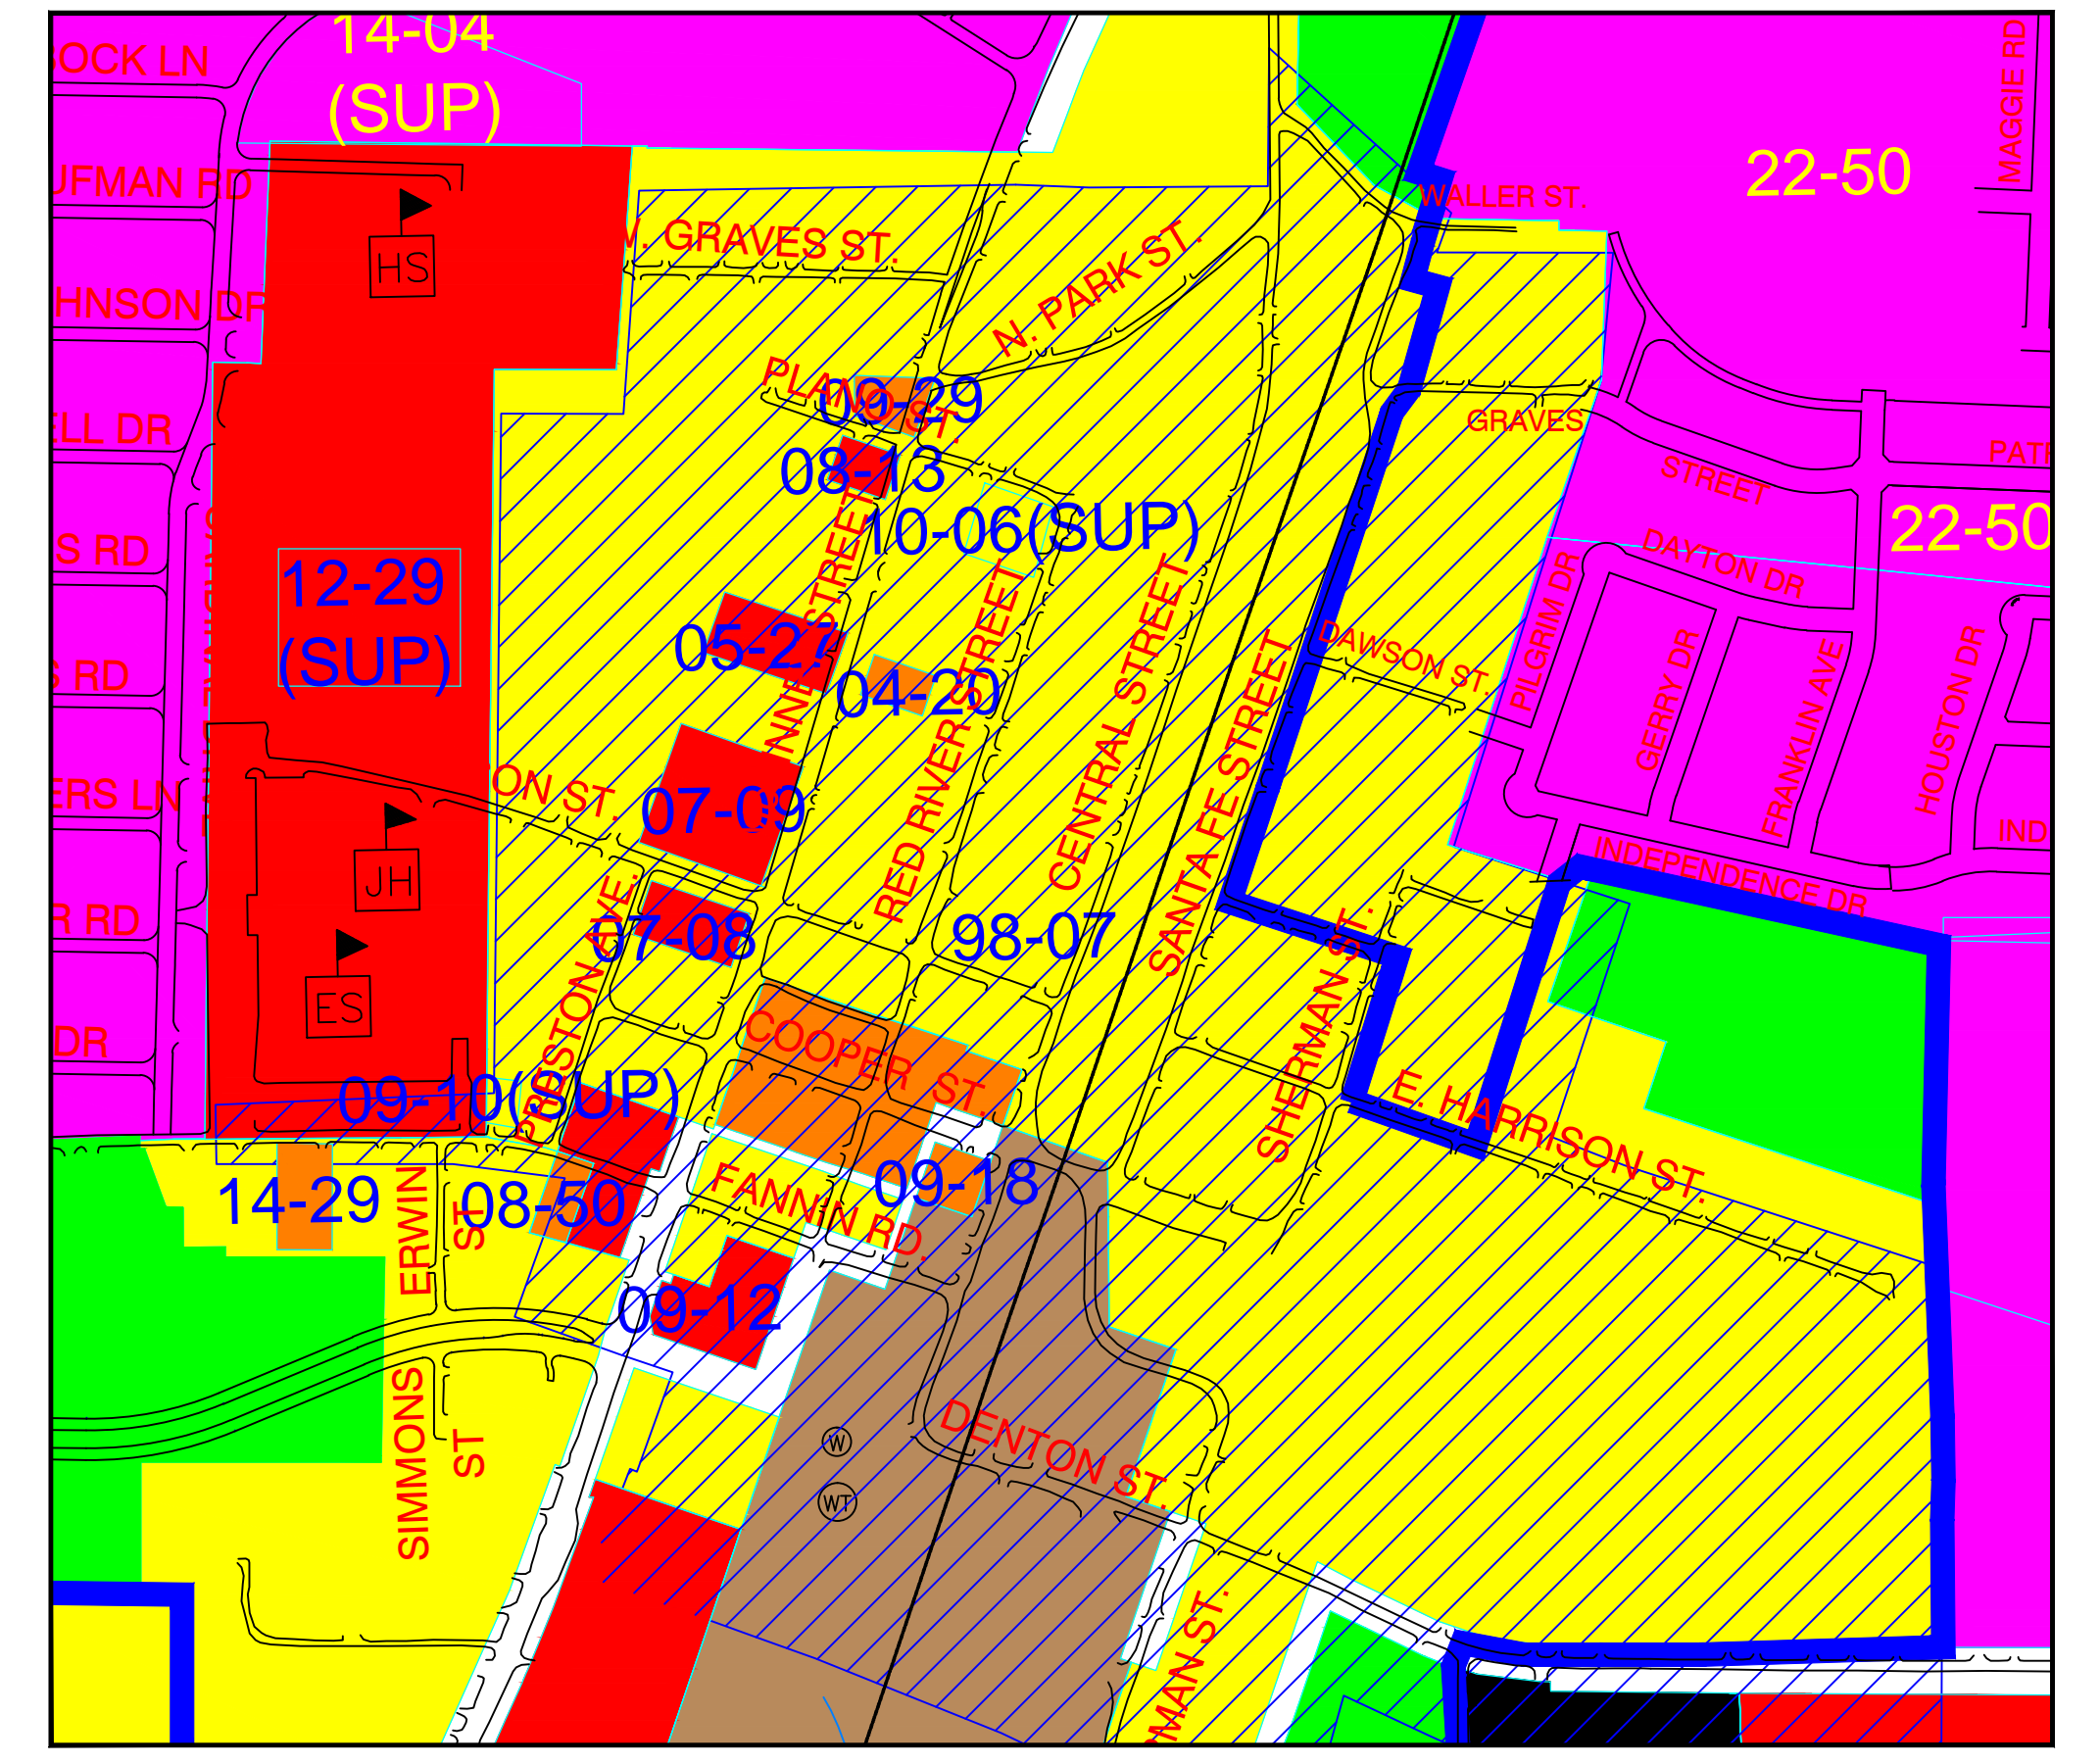 14-04
(SUP)
OCK LN
MAGGIE RD
22-50
UFMAN RD
WALLER ST.
HS
GRAVES ST.
N. PARK ST.
HNSON DR
PLANO ST.
09-29
GRAVES
STREET
ELL DR
08-13
PATH
10-06(SUP)
22-50
S RD
DAYTON DR
12-29
(SUP)
PILGRIM DR
DAWSON ST.
GERRY DR
FRANKLIN AVE
HOUSTON DR
05-27
STREET
04-20
S RD
RED RIVER STREET
CENTRAL STREET
SANTA FE STREET
ERS LN
ON ST.
07-09
IND
INDEPENDENCE DR
JH
R RD
PRESTON AVE.
07-08
98-07
SHERMAN ST.
ES
COOPER ST.
DR
09-10(SUP)
E. HARRISON ST.
14-29
ERWIN
ST
08-50
FANNIN RD.
09-18
09-12
SIMMONS
ST
DENTON ST.
W
WT
MAN ST.